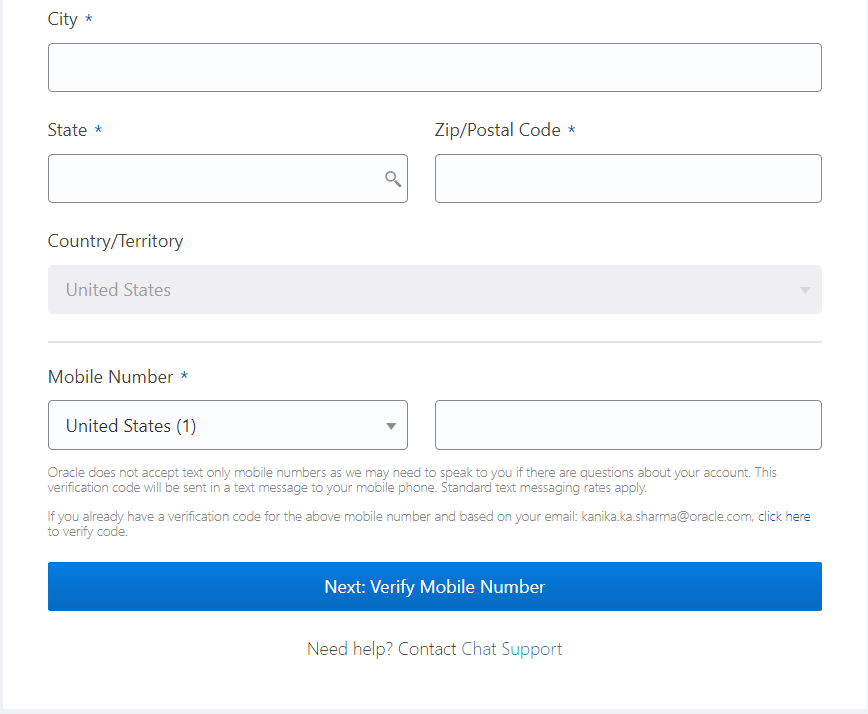 City *
State *
Zip/Postal Code *
Country/Territory
United States
Mobile Number *
United States (1)
Oracle does not accept text only mobile numbers as we may need to speak to you if there are questions about your account. This
verification code will be sent in a text message to your mobile phone. Standard text messaging rates apply.
If you already have a verification code for the above mobile number and based on your email: kanika.ka.sharma@oracle.com, click here
to verify code.
Next: Verify Mobile Number
Need help? Contact Chat Support